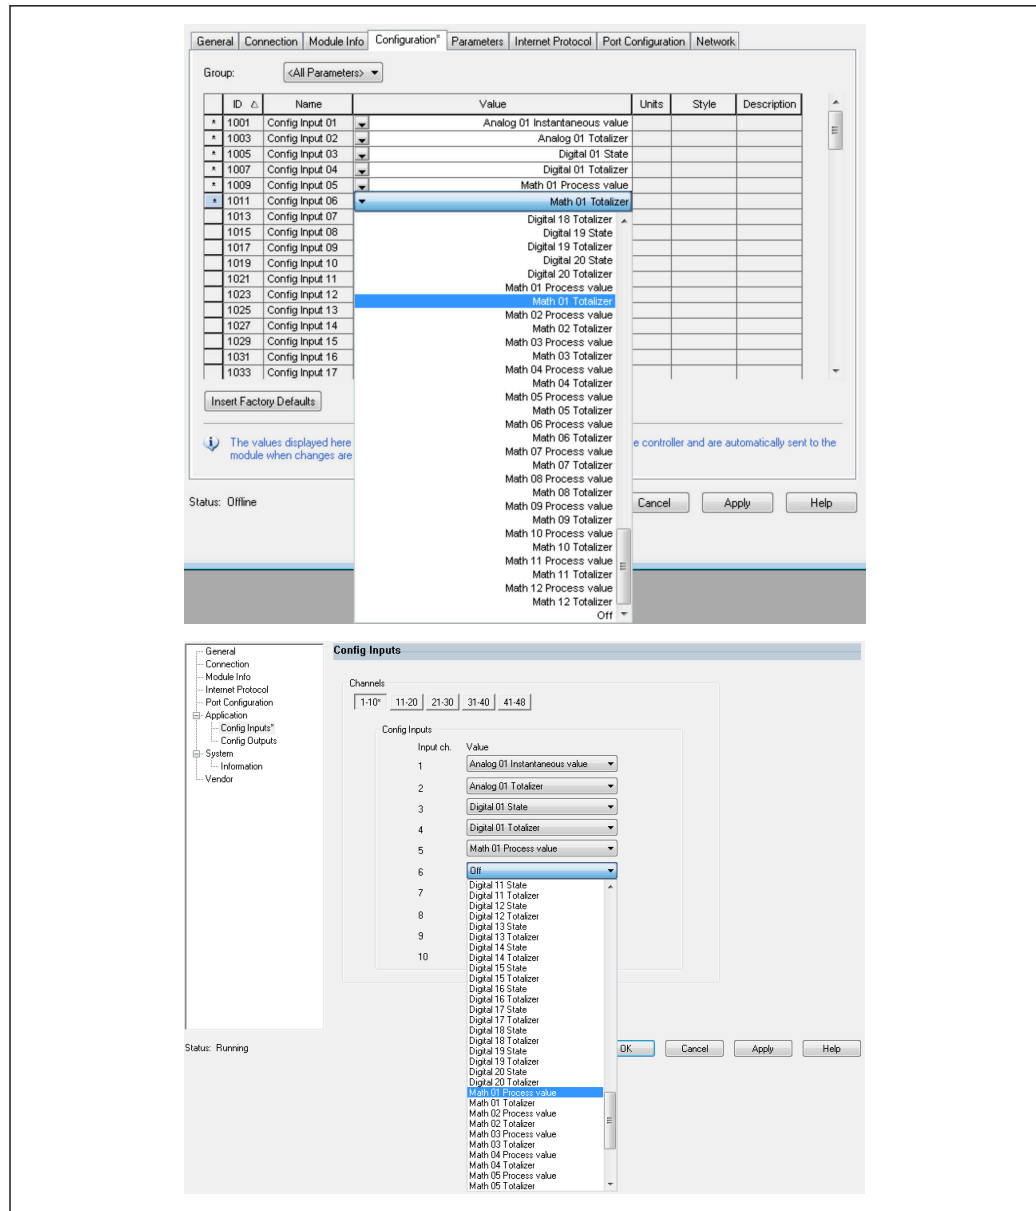 General Connection Module Info Configuration* Parameters Internet Protocol Port Configuration Network
Group: <All Parameters>
ID Name Value Units Style Description
* 1001 Config Input 01 Analog 01 Instantaneous value
* 1003 Config Input 02 Analog 01 Totalizer
* 1005 Config Input 03 Digital 01 State
* 1007 Config Input 04 Digital 01 Totalizer
* 1009 Config Input 05 Math 01 Process value
* 1011 Config Input 06 Math 01 Totalizer
1013 Config Input 07
1015 Config Input 08
1017 Config Input 09
1019 Config Input 10
1021 Config Input 11
1023 Config Input 12
1025 Config Input 13
1027 Config Input 14
1029 Config Input 15
1031 Config Input 16
1033 Config Input 17
Digital 18 Totalizer
Digital 19 State
Digital 19 Totalizer
Digital 20 State
Digital 20 Totalizer
Math 01 Process value
Math 01 Totalizer
Math 02 Process value
Math 02 Totalizer
Math 03 Process value
Math 03 Totalizer
Math 04 Process value
Math 04 Totalizer
Math 05 Process value
Math 05 Totalizer
Math 06 Process value
Math 06 Totalizer
Math 07 Process value
Math 07 Totalizer
Math 08 Process value
Math 08 Totalizer
Math 09 Process value
Math 09 Totalizer
Math 10 Process value
Math 10 Totalizer
Math 11 Process value
Math 11 Totalizer
Math 12 Process value
Math 12 Totalizer
Off
Insert Factory Defaults
The values displayed here e controller and are automatically sent to the
module when changes are
Status: Offline
Cancel Apply Help
General
Connection
Module Info
Internet Protocol
Port Configuration
Application
Config Inputs*
Config Outputs
System
Information
Vendor
Config Inputs
Channels
1-10* 11-20 21-30 31-40 41-48
Config Inputs
Input ch. Value
1 Analog 01 Instantaneous value
2 Analog 01 Totalizer
3 Digital 01 State
4 Digital 01 Totalizer
5 Math 01 Process value
6 Off
7
8
9
10
Digital 11 State
Digital 11 Totalizer
Digital 12 State
Digital 12 Totalizer
Digital 13 State
Digital 13 Totalizer
Digital 14 State
Digital 14 Totalizer
Digital 15 State
Digital 15 Totalizer
Digital 16 State
Digital 16 Totalizer
Digital 17 State
Digital 17 Totalizer
Digital 18 State
Digital 18 Totalizer
Digital 19 State
Digital 19 Totalizer
Digital 20 State
Digital 20 Totalizer
Math 01 Process value
Math 01 Totalizer
Math 02 Process value
Math 02 Totalizer
Math 03 Process value
Math 03 Totalizer
Math 04 Process value
Math 04 Totalizer
Math 05 Process value
Math 05 Totalizer
Status: Running
OK Cancel Apply Help